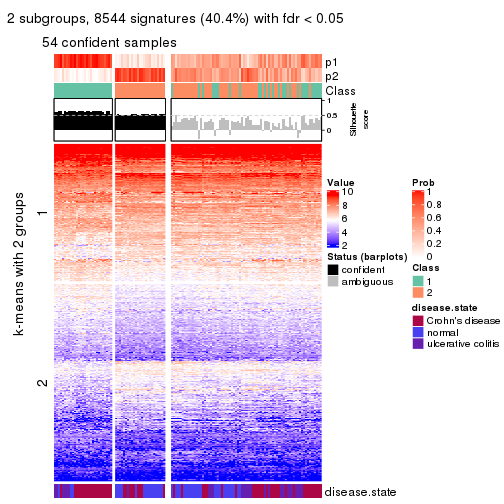 2 subgroups, 8544 signatures (40.4%) with fdr < 0.05
54 confident samples
p1
p2
Class
1
0.5
0
Silhouette
score
k-means with 2 groups
1
2
Value
10
8
6
4
2
Status (barplots)
confident
ambiguous
Prob
1
0.8
0.6
0.4
0.2
0
Class
1
2
disease.state
Crohn's disease
normal
ulcerative colitis
disease.state